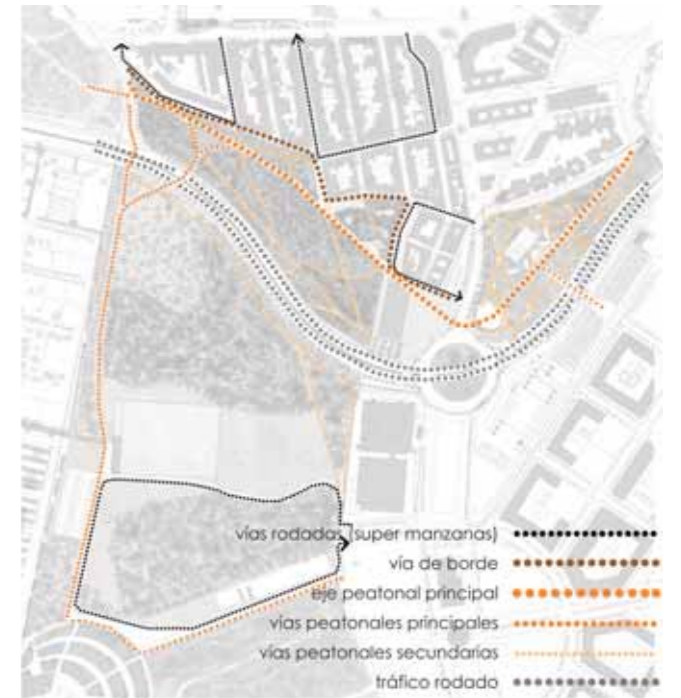 vías rodadas (super manzanas)
vía de borde
eje peatonal principal
vías peatonales principales
vías peatonales secundarias
tráfico rodado